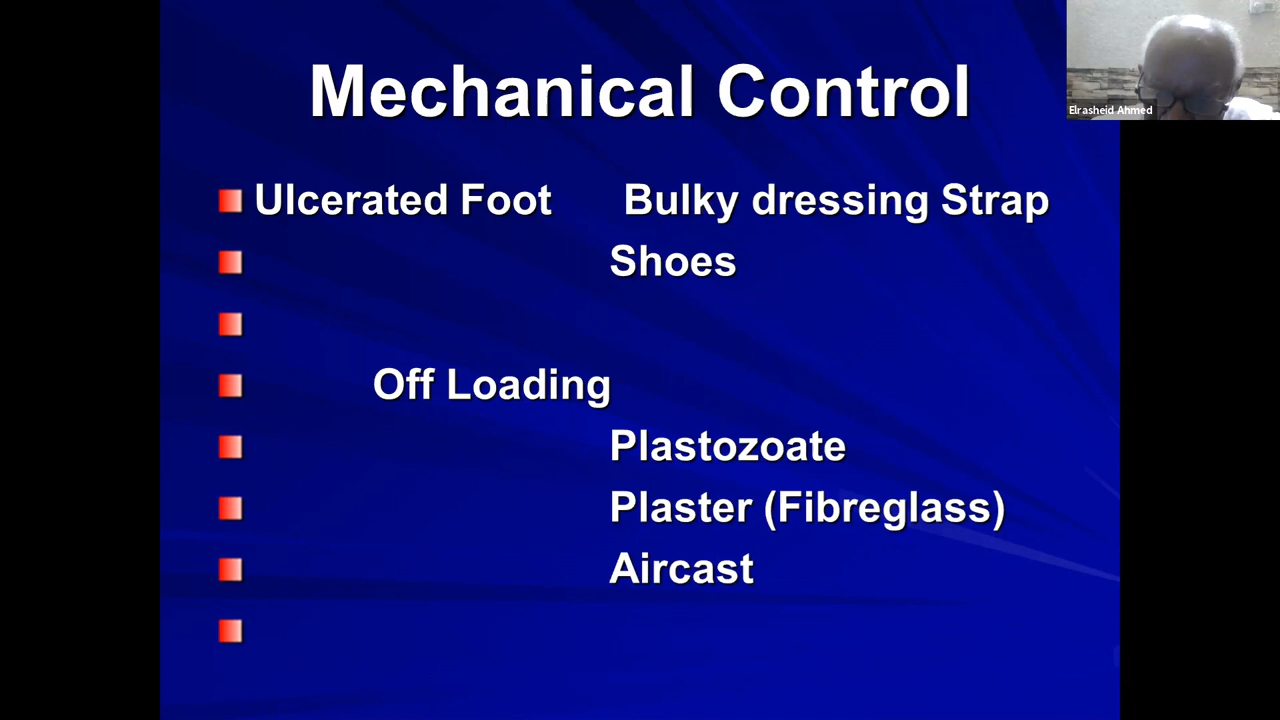 Mechanical Control
Elrasheid Ahmed
Ulcerated Foot Bulky dressing Strap
Shoes
Off Loading
Plastozoate
Plaster (Fibreglass)
Aircast